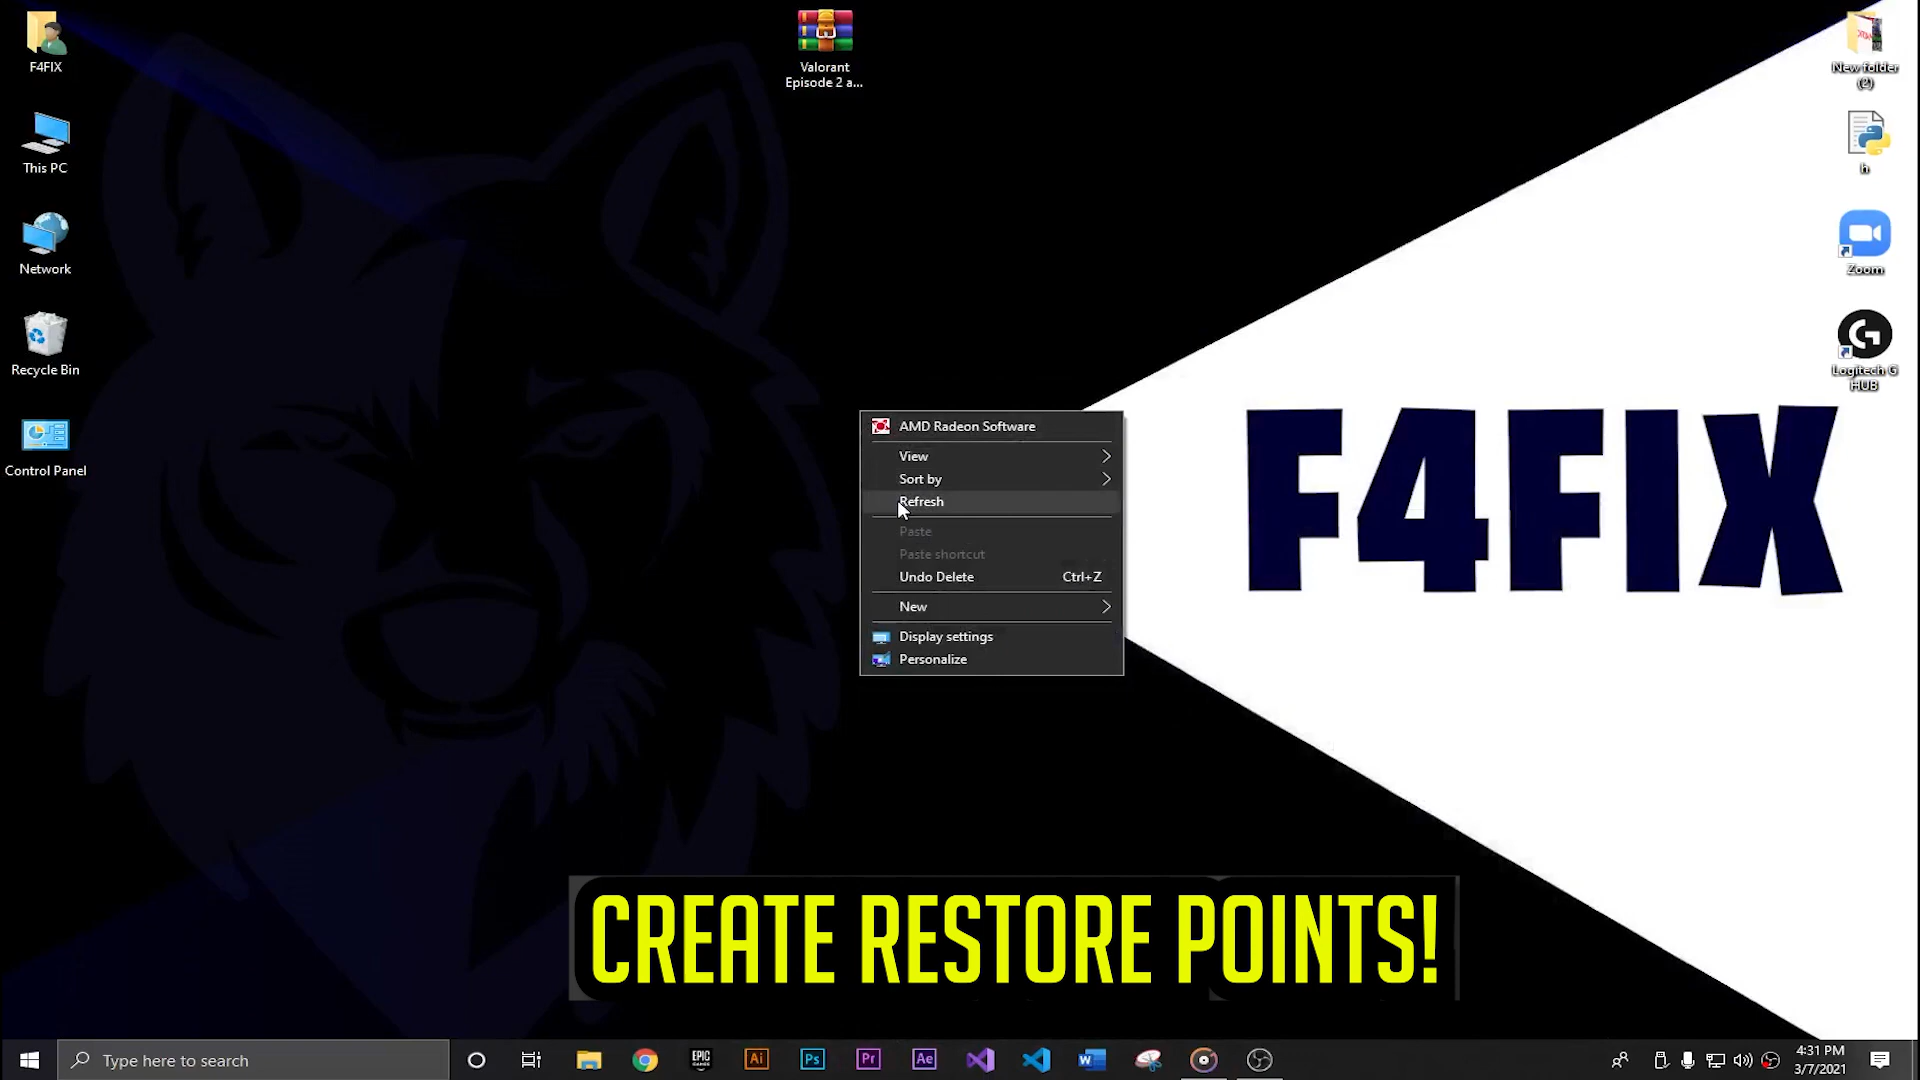 F4FIX
This PC
Network
Recycle Bin
Control Panel
Valorant
Episode 2 a...
New folder
(2)
h
Zoom
Logitech G
HUB
AMD Radeon Software
View
Sort by
Refresh
Paste
Paste shortcut
Undo Delete Ctrl+Z
New
Display settings
Personalize
F4FIX
CREATE RESTORE POINTS!
Type here to search
EPIC
GAMES
Ai
Ps
Pr
Ae
4:31 PM
3/7/2021